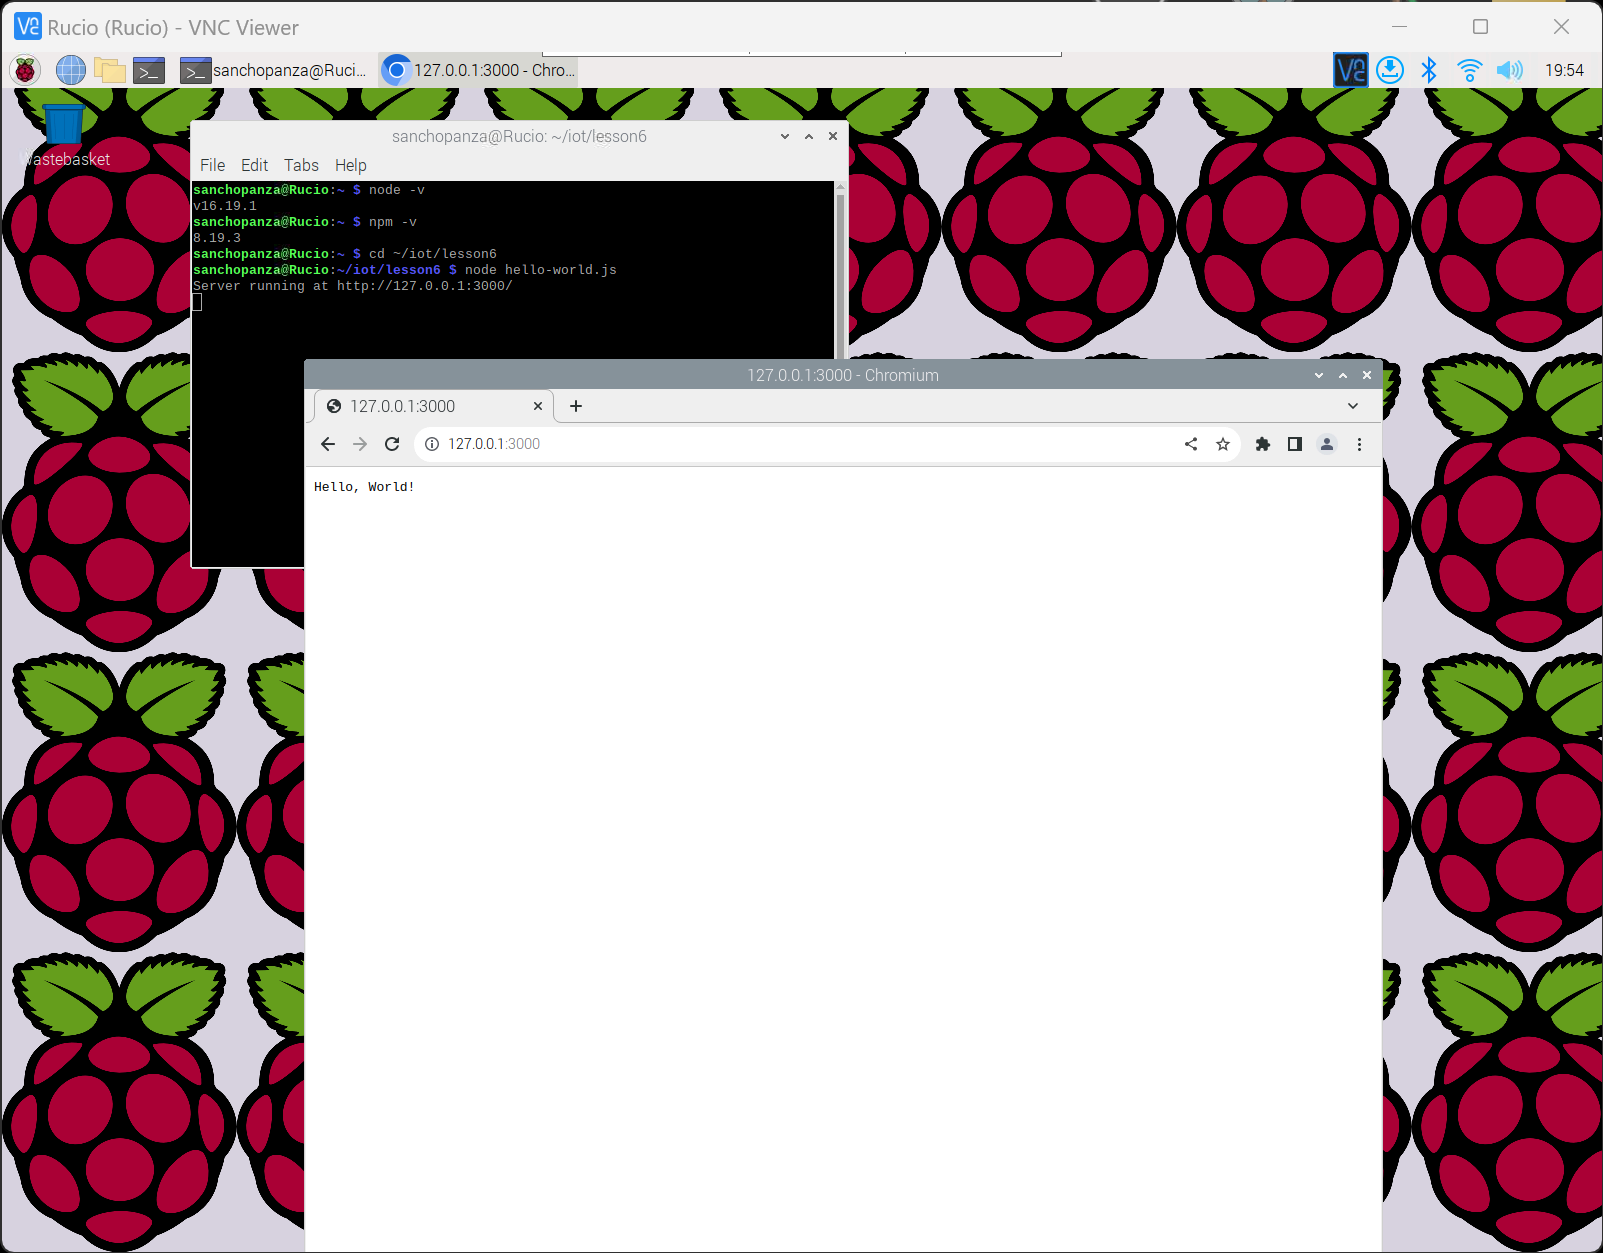 Rucio (Rucio) - VNC Viewer
sanchopanza@Ruci... 127.0.0.1:3000 - Chro... 19:54
Wastebasket
sanchopanza@Rucio: ~/iot/lesson6
File Edit Tabs Help
sanchopanza@Rucio:~ $ node -v
v16.19.1
sanchopanza@Rucio:~ $ npm -v
8.19.3
sanchopanza@Rucio:~ $ cd ~/iot/lesson6
sanchopanza@Rucio:~/iot/lesson6 $ node hello-world.js
Server running at http://127.0.0.1:3000/
127.0.0.1:3000 - Chromium
127.0.0.1:3000
127.0.0.1:3000
Hello, World!